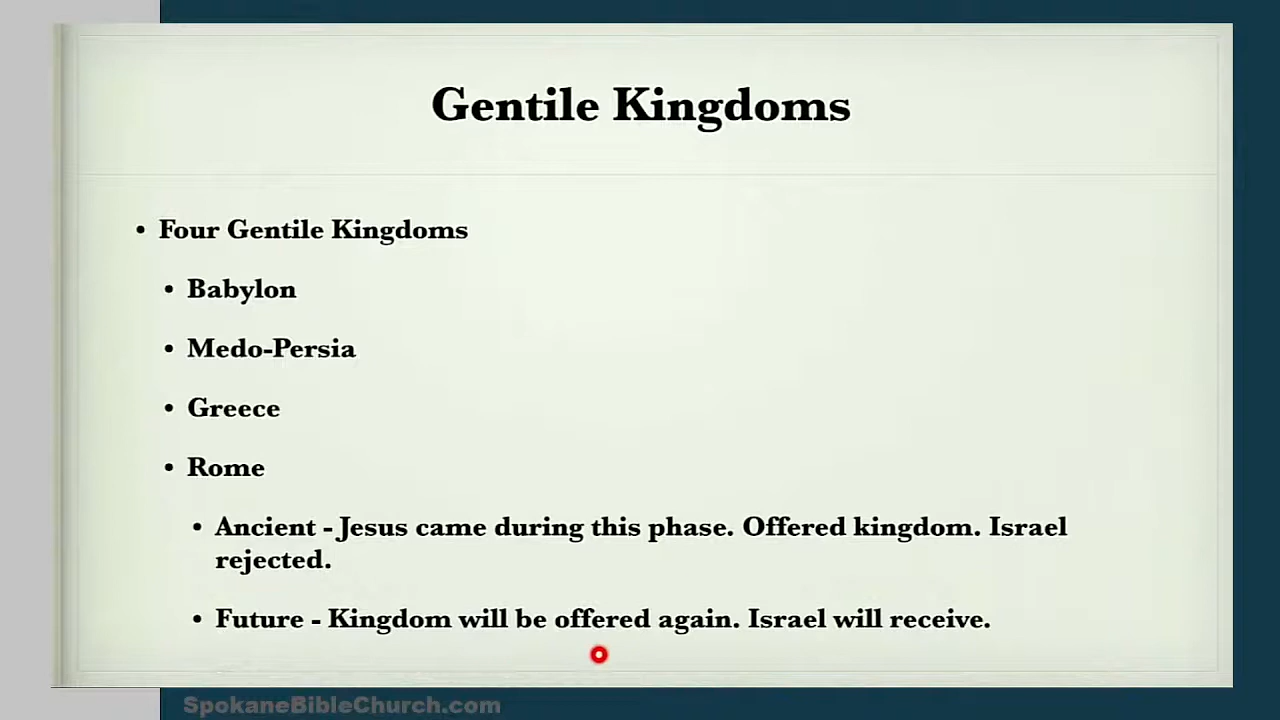 Gentile Kingdoms
• Four Gentile Kingdoms
• Babylon
• Medo-Persia
• Greece
• Rome
• Ancient - Jesus came during this phase. Offered kingdom. Israel
rejected.
• Future - Kingdom will be offered again. Israel will receive.
SpokaneBibleChurch.com